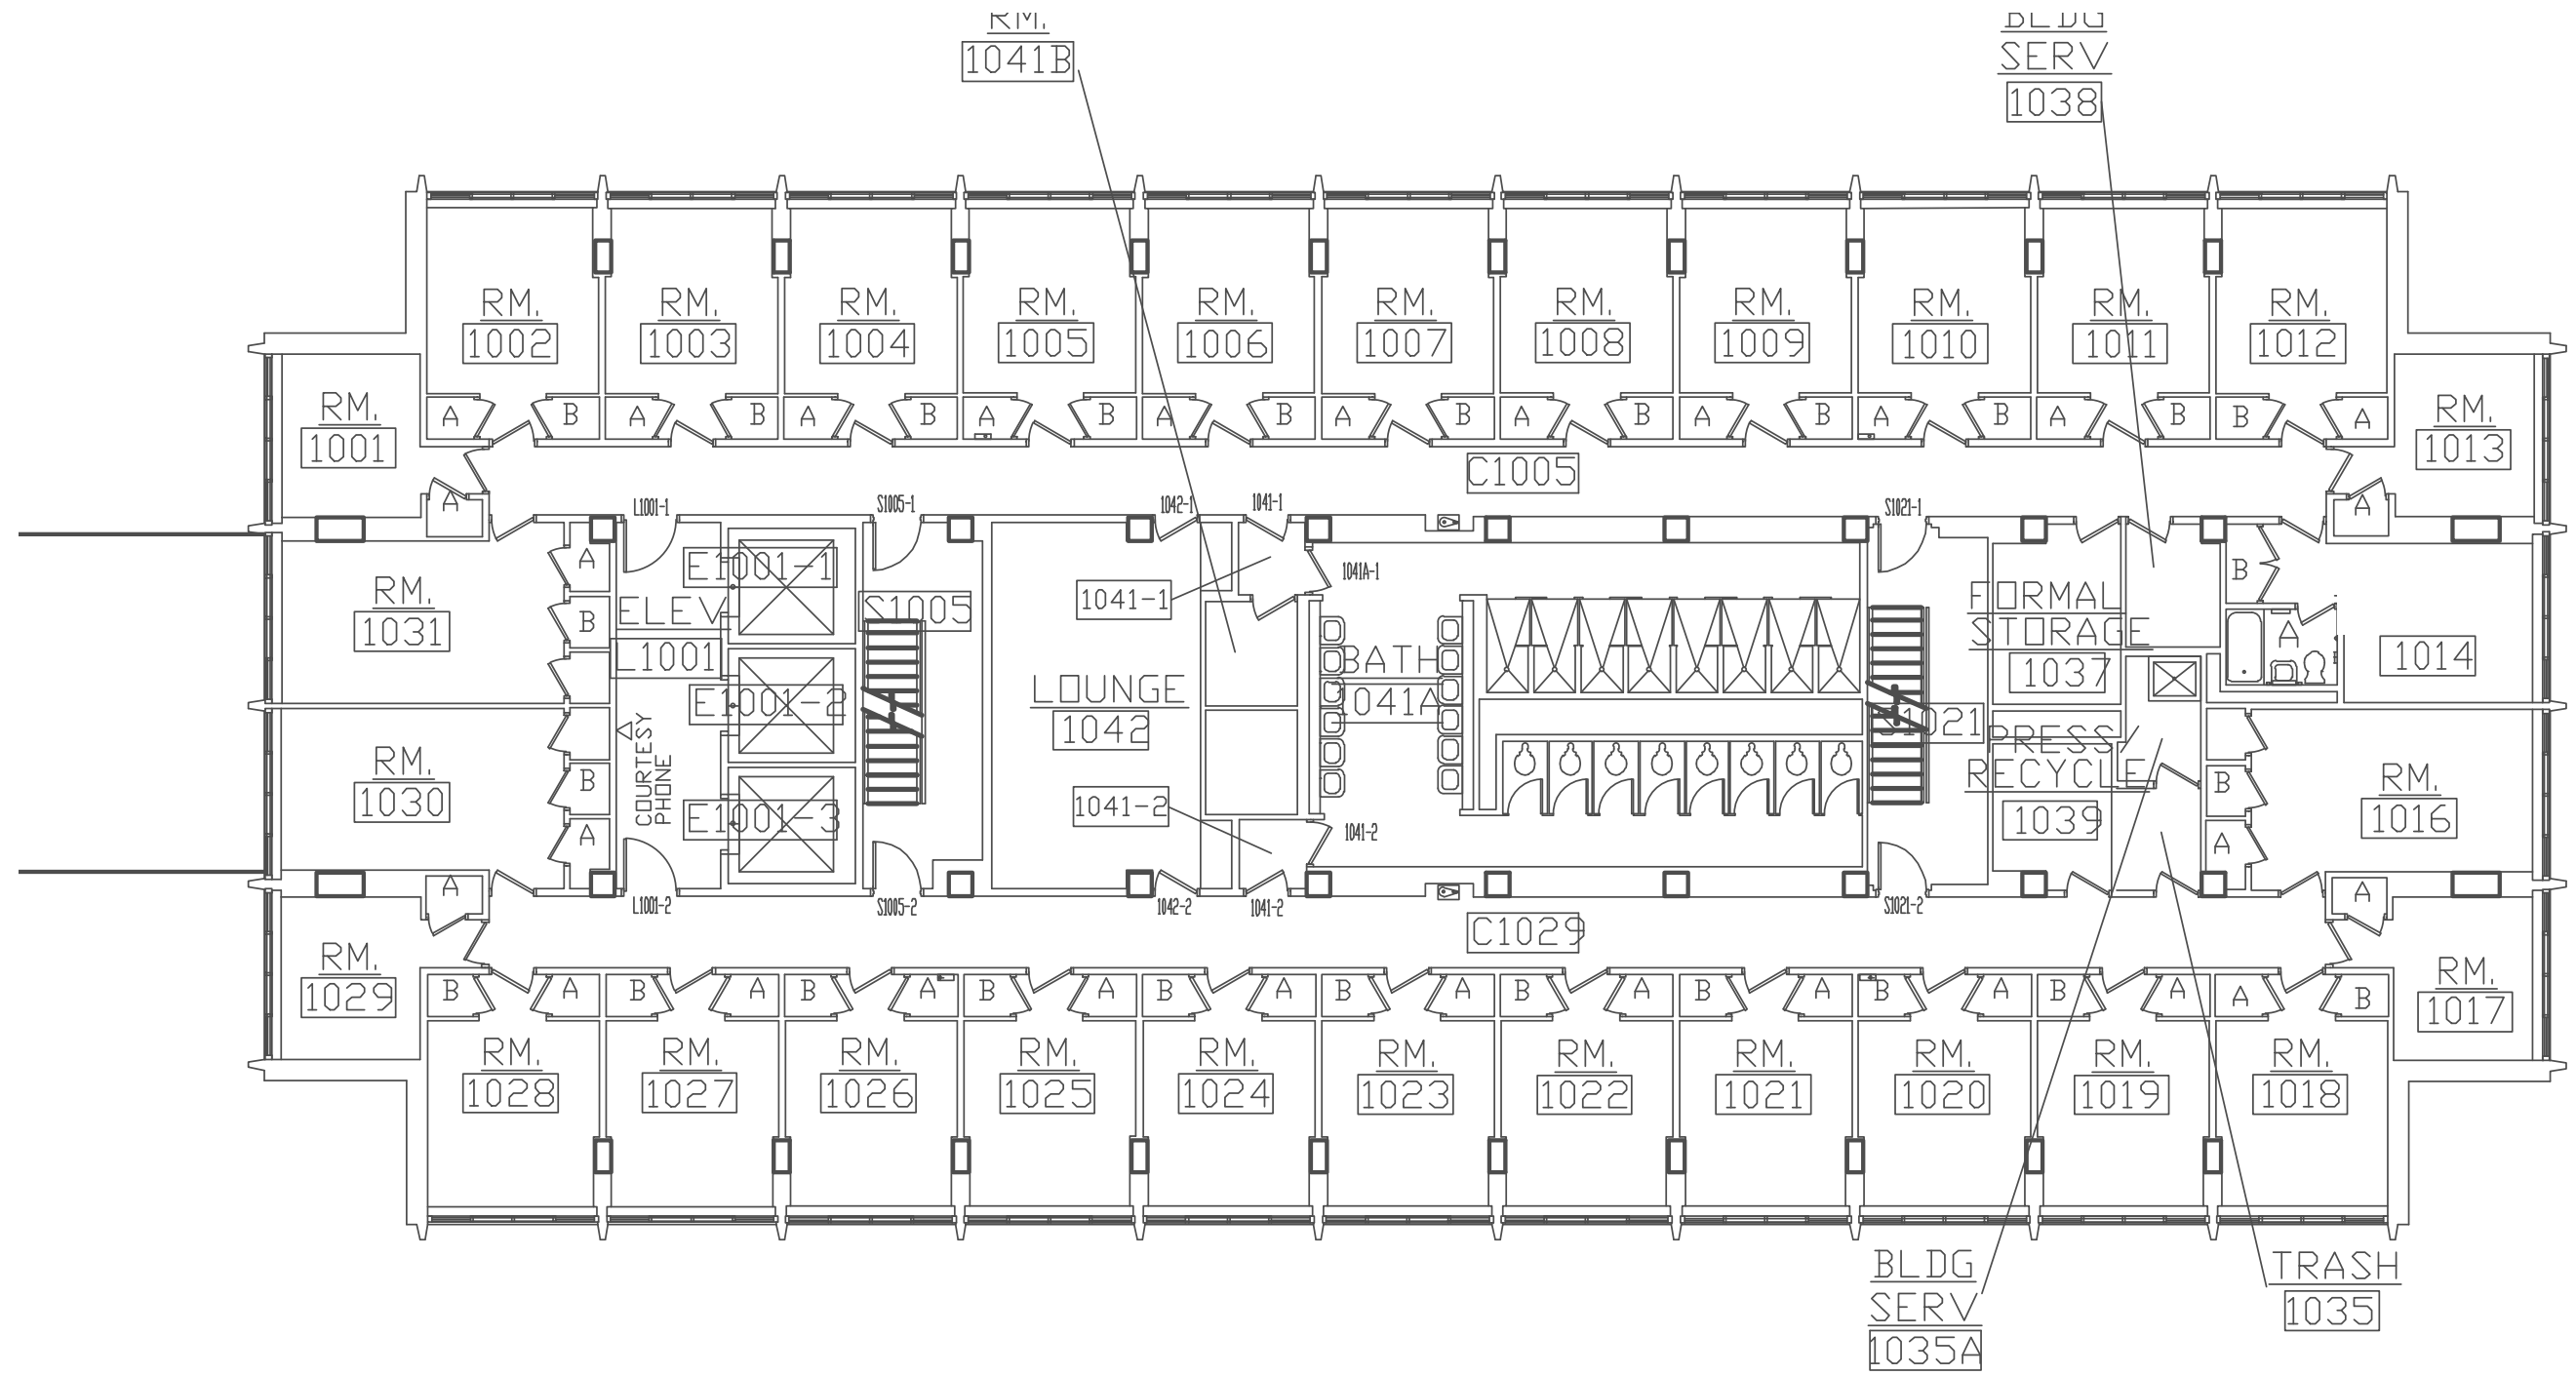 RM.
1041B
BLDG
SERV
1038
RM.
1002
RM.
1003
RM.
1004
RM.
1005
RM.
1006
RM.
1007
RM.
1008
RM.
1009
RM.
1010
RM.
1011
RM.
1012
RM.
1001
RM.
1013
A
B
A
B
A
B
A
B
A
B
A
B
A
B
A
B
A
B
A
B
B
A
C1005
A
A
L1001-1
S1005-1
1042-1
1041-1
S1021-1
A
B
RM.
1031
ELEV
L1001
E1001-1
E1001-2
E1001-3
S1005
1041-1
1041A-1
BATH
1041A
LOUNGE
1042
1041-2
1041-2
FORMAL
STORAGE
1037
S1021
PRESS /
RECYCLE
1039
B
A
1014
RM.
1016
B
A
RM.
1030
B
A
COURTESY
PHONE
A
A
L1001-2
S1005-2
1042-2
1041-2
S1021-2
C1029
RM.
1029
RM.
1017
B
A
B
A
B
A
B
A
B
A
B
A
B
A
B
A
B
A
B
A
A
B
RM.
1028
RM.
1027
RM.
1026
RM.
1025
RM.
1024
RM.
1023
RM.
1022
RM.
1021
RM.
1020
RM.
1019
RM.
1018
BLDG
SERV
1035A
TRASH
1035